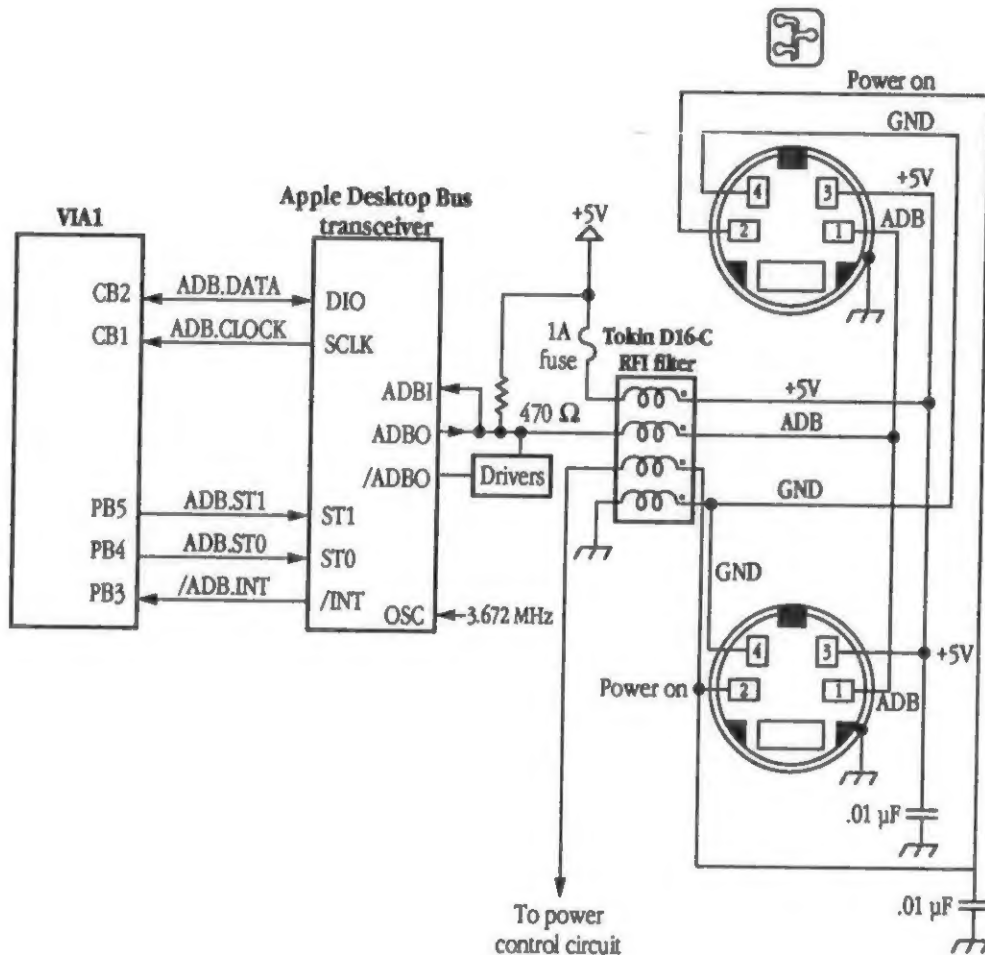 Power on
GND
4
3
+5V
2
1
ADB
VIA1
Apple Desktop Bus
transceiver
+5V
CB2
ADB.DATA
DIO
CB1
ADB.CLOCK
SCLK
1A
fuse
Tokin D16-C
RFI filter
ADBI
+5V
470 Ω
ADB
ADBO
/ADBO
Drivers
GND
PB5
ADB.ST1
ST1
PB4
ADB.ST0
ST0
PB3
/ADB.INT
/INT
OSC
3.672 MHz
GND
4
3
+5V
Power on
2
1
ADB
.01 µF
.01 µF
To power
control circuit